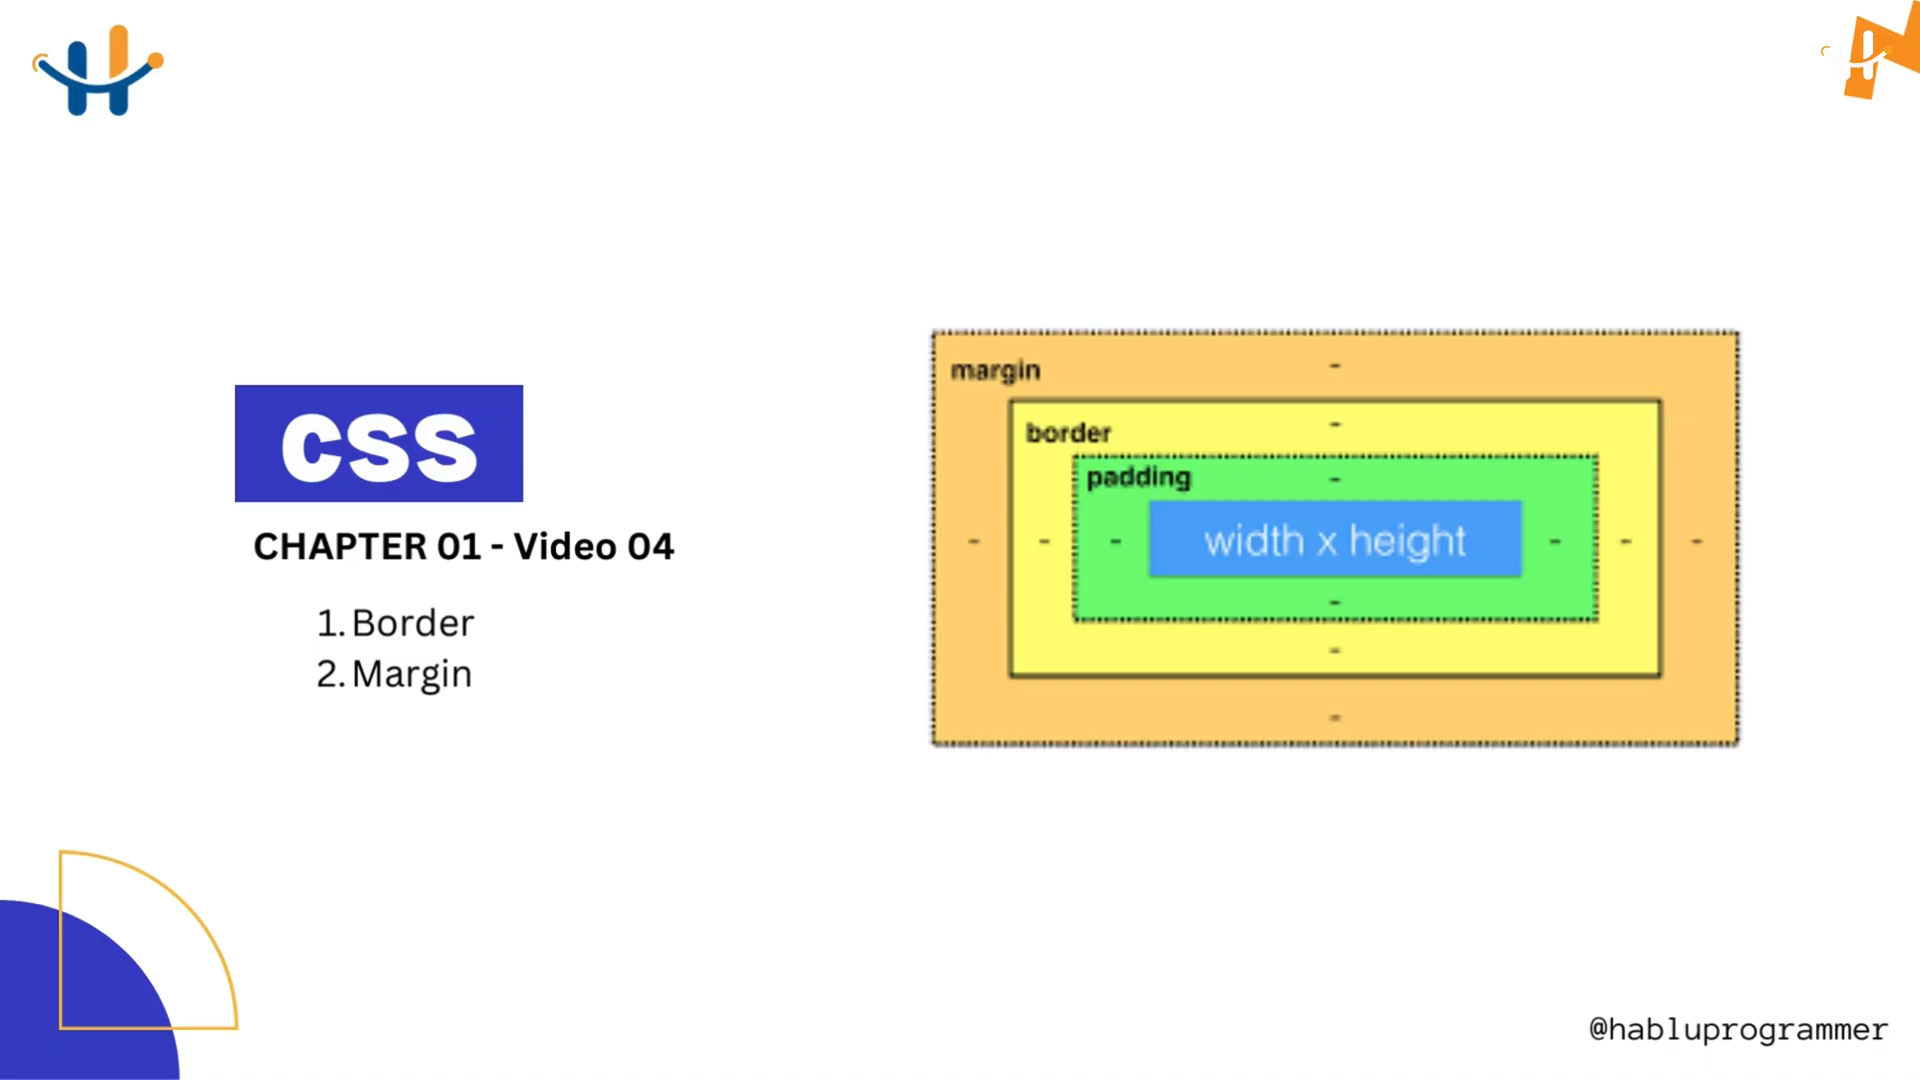 CSS
CHAPTER 01 - Video 04
1. Border
2. Margin
margin
border
padding
width x height
@habluprogrammer